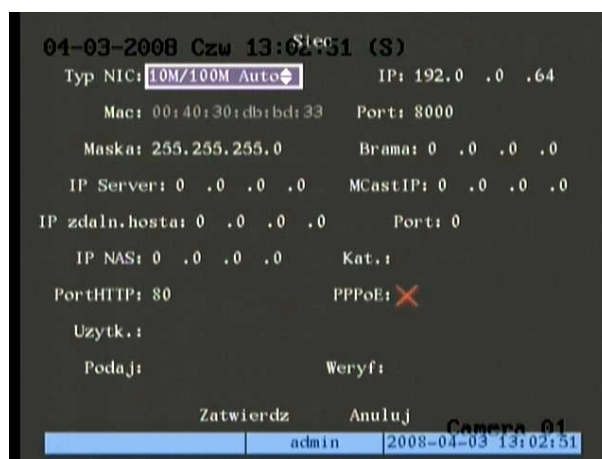 Siec
04-03-2008 Czw 13:02:51 (S)
Typ NIC: 10M/100M Auto IP: 192.0 .0 .64
Mac: 00:40:30:db:bd:33 Port: 8000
Maska: 255.255.255.0 Brama: 0 .0 .0 .0
IP Server: 0 .0 .0 .0 MCastIP: 0 .0 .0 .0
IP zdaln.hosta: 0 .0 .0 .0 Port: 0
IP NAS: 0 .0 .0 .0 Kat.:
PortHTTP: 80 PPPoE:
Uzytk.:
Podaj: Weryf:
Zatwierdz Anuluj
Camera 01
admin 2008-04-03 13:02:51